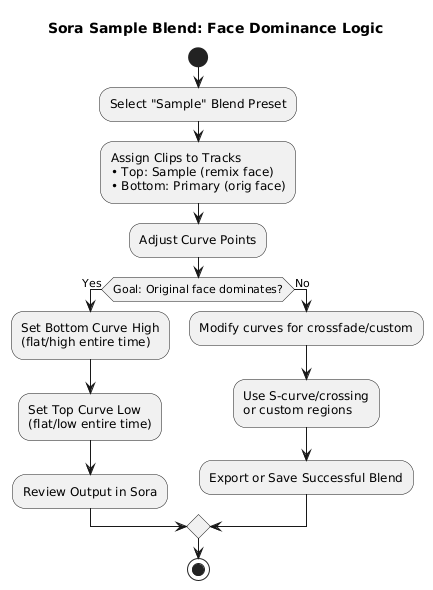 Sora Sample Blend: Face Dominance Logic
Select "Sample" Blend Preset
Assign Clips to Tracks
• Top: Sample (remix face)
• Bottom: Primary (orig face)
Adjust Curve Points
Yes
Goal: Original face dominates?
No
Set Bottom Curve High
(flat/high entire time)
Modify curves for crossfade/custom
Set Top Curve Low
(flat/low entire time)
Use S-curve/crossing
or custom regions
Review Output in Sora
Export or Save Successful Blend